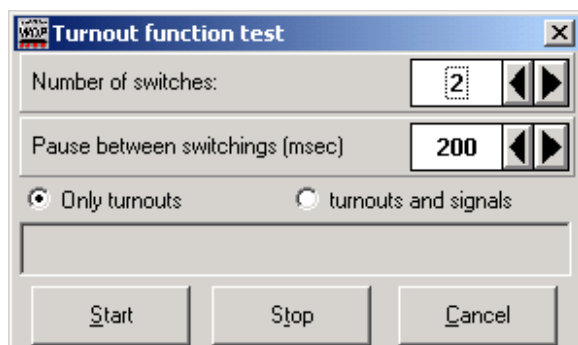 Turnout function test
Number of switches: 2
Pause between switchings (msec) 200
Only turnouts turnouts and signals
Start Stop Cancel